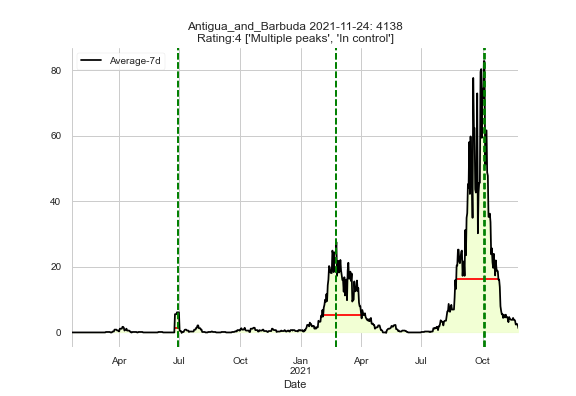 Antigua_and_Barbuda 2021-11-24: 4138
Rating:4 ['Multiple peaks', 'In control']
Average-7d
80
60
40
20
0
Apr Jul Oct Jan Apr Jul Oct
2021
Date